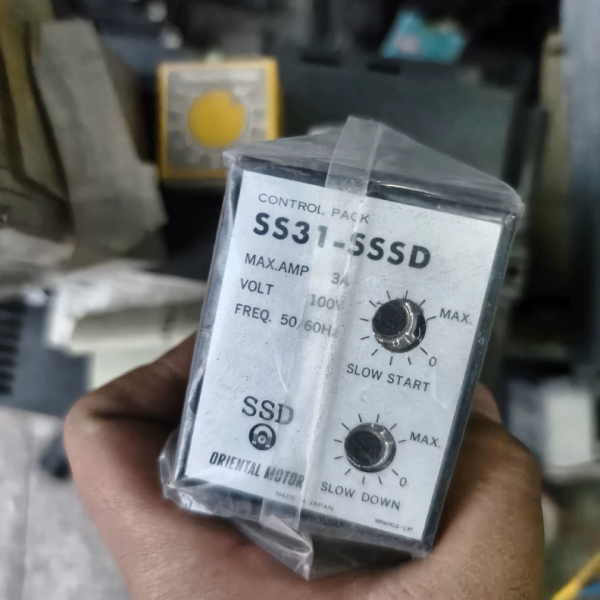 CONTROL PACK
SS31-SSSD
MAX.AMP 3A
VOLT 100V
FREQ. 50/60Hz
MAX.
0
SLOW START
SSD
MAX.
0
SLOW DOWN
ORIENTAL MOTOR
MADE IN JAPAN